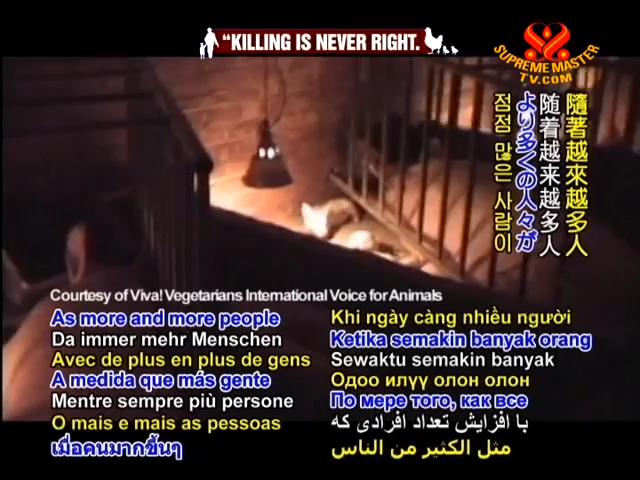 “KILLING IS NEVER RIGHT.
SUPREME MASTER
TV.COM
隨著越來越多人
随着越来越多人
より多くの人々が
점점 많은 사람이
Courtesy of Viva! Vegetarians International Voice for Animals
As more and more people
Da immer mehr Menschen
Avec de plus en plus de gens
A medida que más gente
Mentre sempre più persone
O mais e mais as pessoas
เมื่อคนมากขึ้นๆ
Khi ngày càng nhiều người
Ketika semakin banyak orang
Sewaktu semakin banyak
Одоо илүү олон олон
По мере того, как все
با افزایش تعداد افرادی که
مثل الكثير من الناس